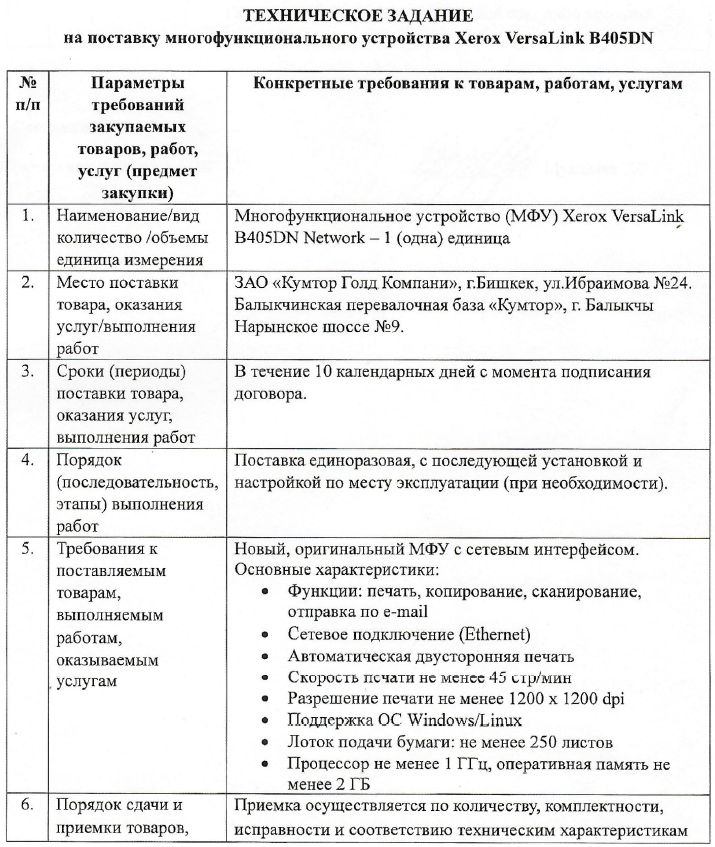 ТЕХНИЧЕСКОЕ ЗАДАНИЕ
на поставку многофункционального устройства Xerox VersaLink B405DN
№ п/п
Параметры
требований
закупаемых
товаров, работ,
услуг (предмет
закупки)
Конкретные требования к товарам, работам, услугам
1.
Наименование/вид
количество /объемы
единица измерения
Многофункциональное устройство (МФУ) Xerox VersaLink
B405DN Network – 1 (одна) единица
2.
Место поставки
товара, оказания
услуг/выполнения
работ
ЗАО «Кумтор Голд Компани», г.Бишкек, ул.Ибраимова №24.
Балыкчинская перевалочная база «Кумтор», г. Балыкчы
Нарынское шоссе №9.
3.
Сроки (периоды)
поставки товара,
оказания услуг,
выполнения работ
В течение 10 календарных дней с момента подписания
договора.
4.
Порядок
(последовательность,
этапы) выполнения
работ
Поставка единоразовая, с последующей установкой и
настройкой по месту эксплуатации (при необходимости).
5.
Требования к
поставляемым
товарам,
выполняемым
работам,
оказываемым
услугам
Новый, оригинальный МФУ с сетевым интерфейсом.
Основные характеристики:
• Функции: печать, копирование, сканирование,
отправка по e-mail
• Сетевое подключение (Ethernet)
• Автоматическая двусторонняя печать
• Скорость печати не менее 45 стр/мин
• Разрешение печати не менее 1200 x 1200 dpi
• Поддержка ОС Windows/Linux
• Лоток подачи бумаги: не менее 250 листов
• Процессор не менее 1 ГГц, оперативная память не
менее 2 ГБ
6.
Порядок сдачи и
приемки товаров,
Приемка осуществляется по количеству, комплектности,
исправности и соответствию техническим характеристикам